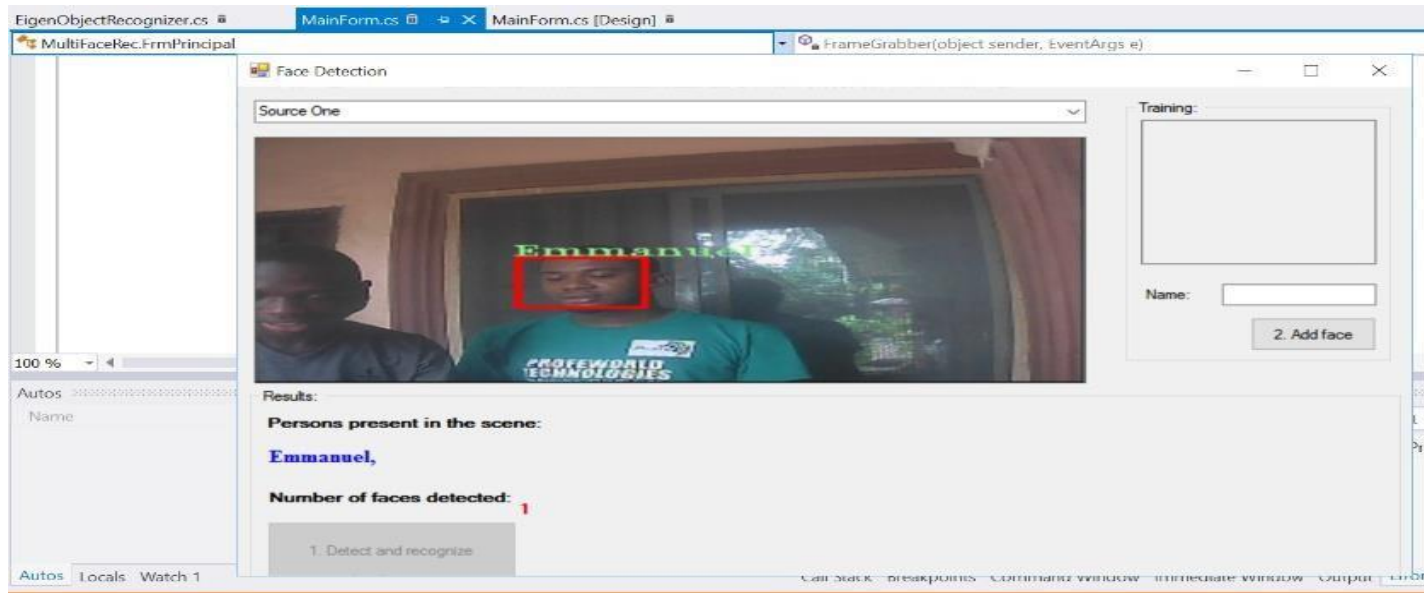 EigenObjectRecognizer.cs
MainForm.cs
MainForm.cs [Design]
MultiFaceRec.FrmPrincipal
FrameGrabber(object sender, EventArgs e)
Face Detection
Source One
Training:
Emmanuel
Name:
2. Add face
PROFEWORLD
TECHNOLOGIES
100 %
Autos
Name
Results:
Persons present in the scene:
Emmanuel,
Number of faces detected:
1
1. Detect and recognize
Autos Locals Watch 1
Call Stack Breakpoints Command Window Immediate Window Output